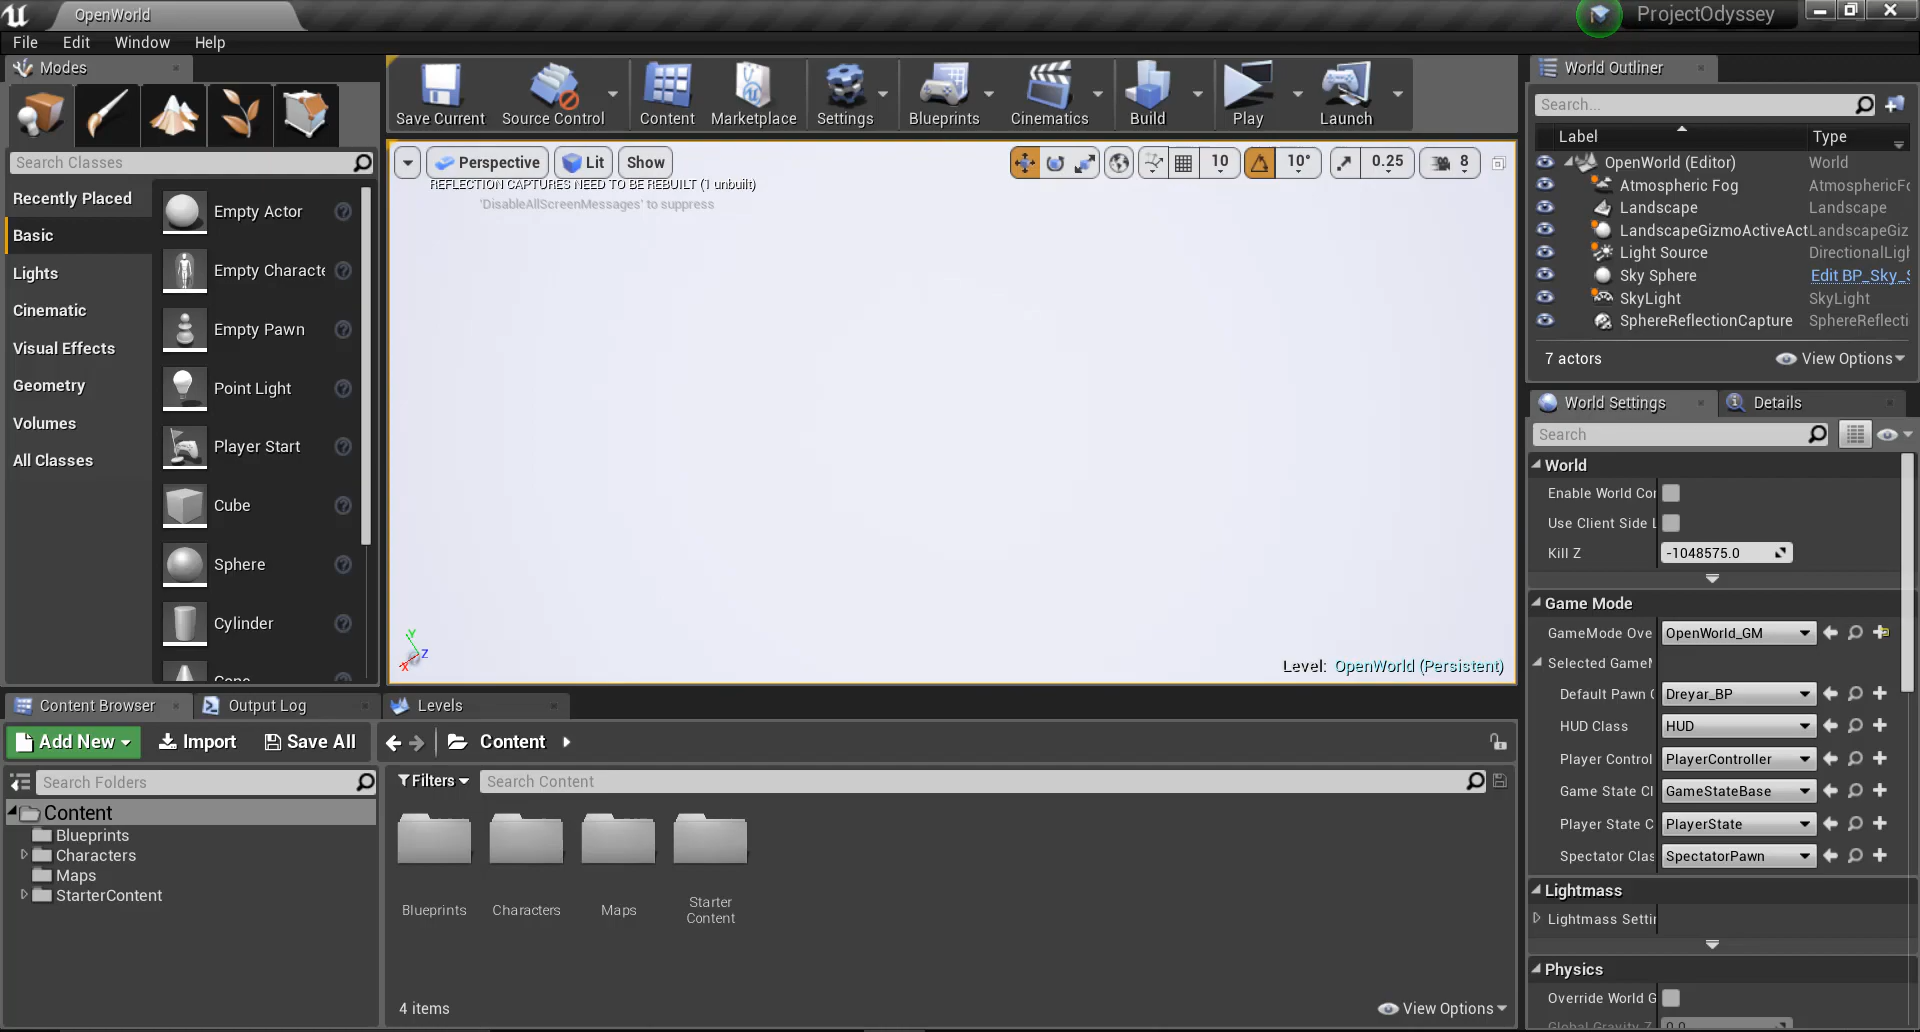 OpenWorld
ProjectOdyssey
File Edit Window Help
Modes
Search Classes
Recently Placed
Basic
Lights
Cinematic
Visual Effects
Geometry
Volumes
All Classes
Empty Actor
Empty Characte
Empty Pawn
Point Light
Player Start
Cube
Sphere
Cylinder
Save Current
Source Control
Content
Marketplace
Settings
Blueprints
Cinematics
Build
Play
Launch
Perspective
Lit
Show
10
10°
0.25
8
REFLECTION CAPTURES NEED TO BE REBUILT (1 unbuilt)
'DisableAllScreenMessages' to suppress
Y
Z
X
Level: OpenWorld (Persistent)
World Outliner
Search...
Label Type
OpenWorld (Editor) World
Atmospheric Fog AtmosphericFo
Landscape Landscape
LandscapeGizmoActiveAct LandscapeGiz
Light Source DirectionalLigh
Sky Sphere Edit BP_Sky_S
SkyLight SkyLight
SphereReflectionCapture SphereReflecti
7 actors
View Options
World Settings
Details
Search
World
Enable World Cor
Use Client Side L
Kill Z -1048575.0
Game Mode
GameMode Ove OpenWorld_GM
Selected GameM
Default Pawn C Dreyar_BP
HUD Class HUD
Player Control PlayerController
Game State Cl GameStateBase
Player State C PlayerState
Spectator Clas SpectatorPawn
Lightmass
Lightmass Settin
Physics
Override World G
Global Gravity Z 0.0
Content Browser
Output Log
Levels
Add New
Import
Save All
Content
Search Folders
Content
Blueprints
Characters
Maps
StarterContent
Filters
Search Content
Blueprints
Characters
Maps
Starter
Content
4 items
View Options